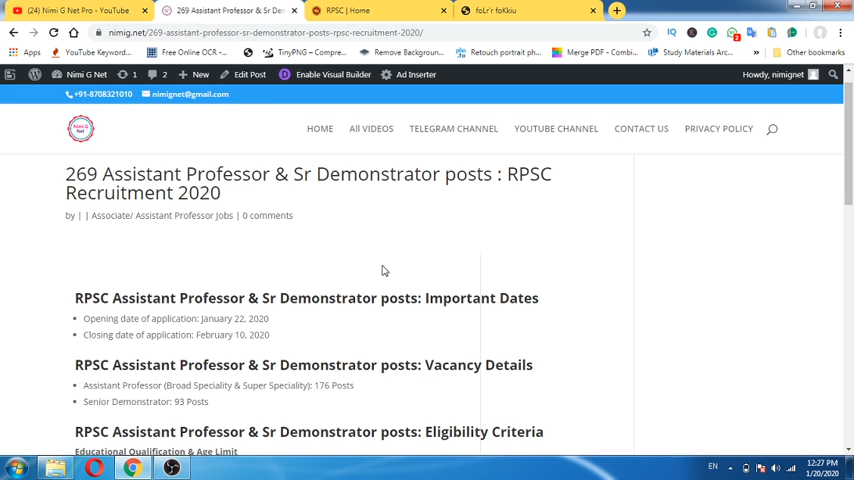 (24) Nimi G Net Pro - YouTube
269 Assistant Professor & Sr Den
RPSC | Home
foLr`r foKkiu
nimig.net/269-assistant-professor-sr-demonstrator-posts-rpsc-recruitment-2020/
Apps YouTube Keyword... Free Online OCR -... TinyPNG – Compre... Remove Backgroun... Retouch portrait ph... Merge PDF - Combi... Study Materials Arc... Other bookmarks
Nimi G Net 1 2 New Edit Post Enable Visual Builder Ad Inserter Howdy, nimignet
+91-8708321010 nimignet@gmail.com
Nimi G Net
HOME All VIDEOS TELEGRAM CHANNEL YOUTUBE CHANNEL CONTACT US PRIVACY POLICY
269 Assistant Professor & Sr Demonstrator posts : RPSC
Recruitment 2020
by | | Associate/ Assistant Professor Jobs | 0 comments
RPSC Assistant Professor & Sr Demonstrator posts: Important Dates
Opening date of application: January 22, 2020
Closing date of application: February 10, 2020
RPSC Assistant Professor & Sr Demonstrator posts: Vacancy Details
Assistant Professor (Broad Speciality & Super Speciality): 176 Posts
Senior Demonstrator: 93 Posts
RPSC Assistant Professor & Sr Demonstrator posts: Eligibility Criteria
Educational Qualification & Age Limit
EN
12:27 PM
1/20/2020